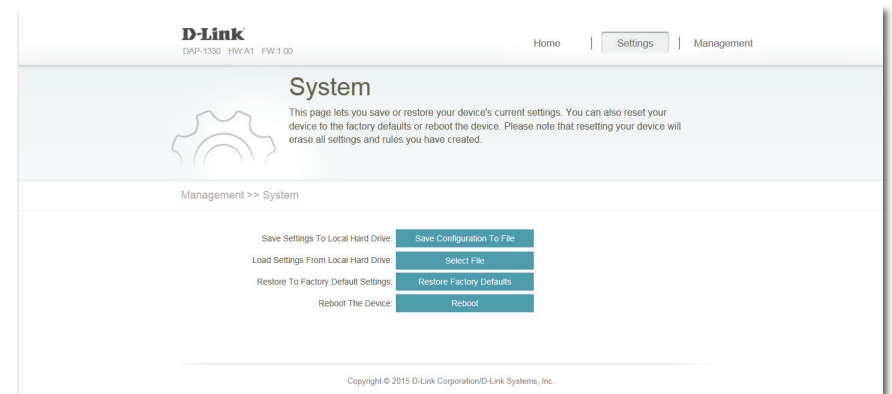 D-Link
DAP-1330 HW:A1 FW:1.00
Home | Settings | Management
System
This page lets you save or restore your device's current settings. You can also reset your
device to the factory defaults or reboot the device. Please note that resetting your device will
erase all settings and rules you have created.
Management >> System
Save Settings To Local Hard Drive: Save Configuration To File
Load Settings From Local Hard Drive: Select File
Restore To Factory Default Settings: Restore Factory Defaults
Reboot The Device: Reboot
Copyright © 2015 D-Link Corporation/D-Link Systems, Inc.